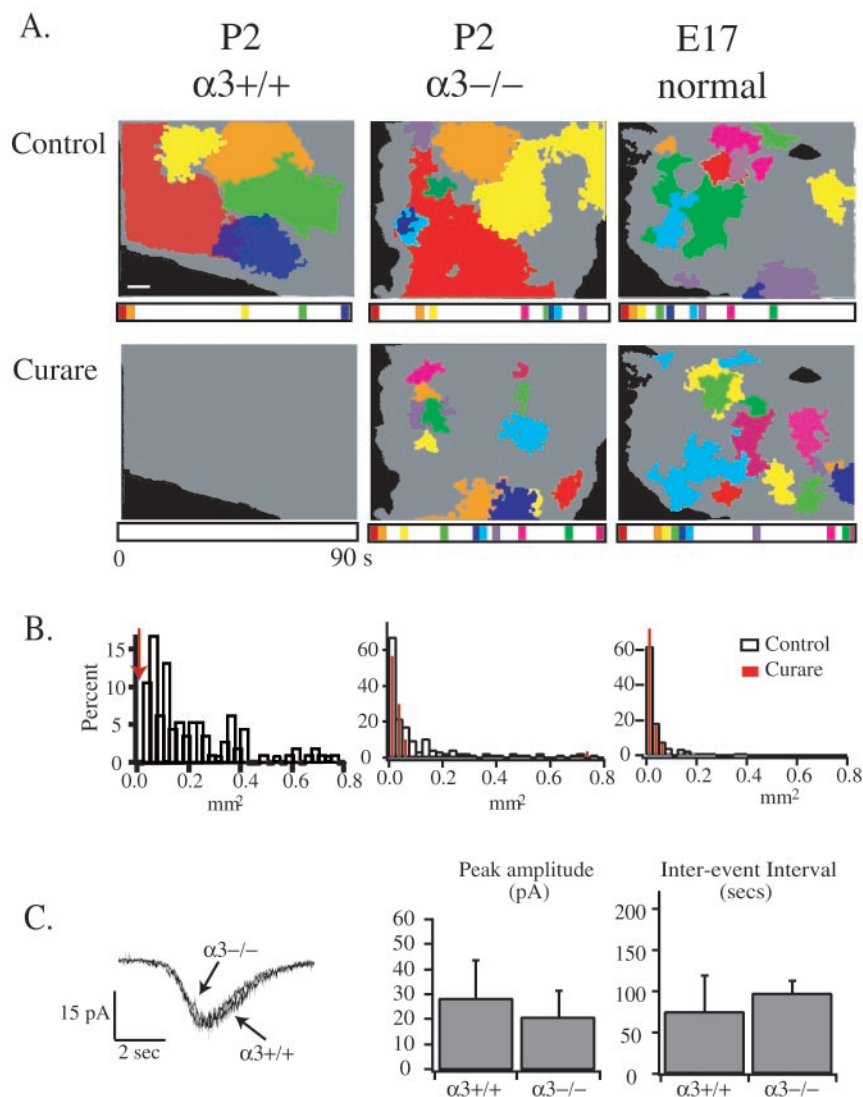 A.
P2 P2 E17
α3+/+ α3−/− normal
Control
Curare
0 90 s
B.
Percent
15
10
5
0
0.0 0.2 0.4 0.6 0.8
mm²
60
40
20
0
0.0 0.2 0.4 0.6 0.8
mm²
60
40
20
0
0.0 0.2 0.4 0.6 0.8
mm²
Control
Curare
C.
α3−/−
α3+/+
15 pA
2 sec
Peak amplitude
(pA)
60
50
40
30
20
10
0
α3+/+ α3−/−
Inter-event Interval
(secs)
200
150
100
50
0
α3+/+ α3−/−